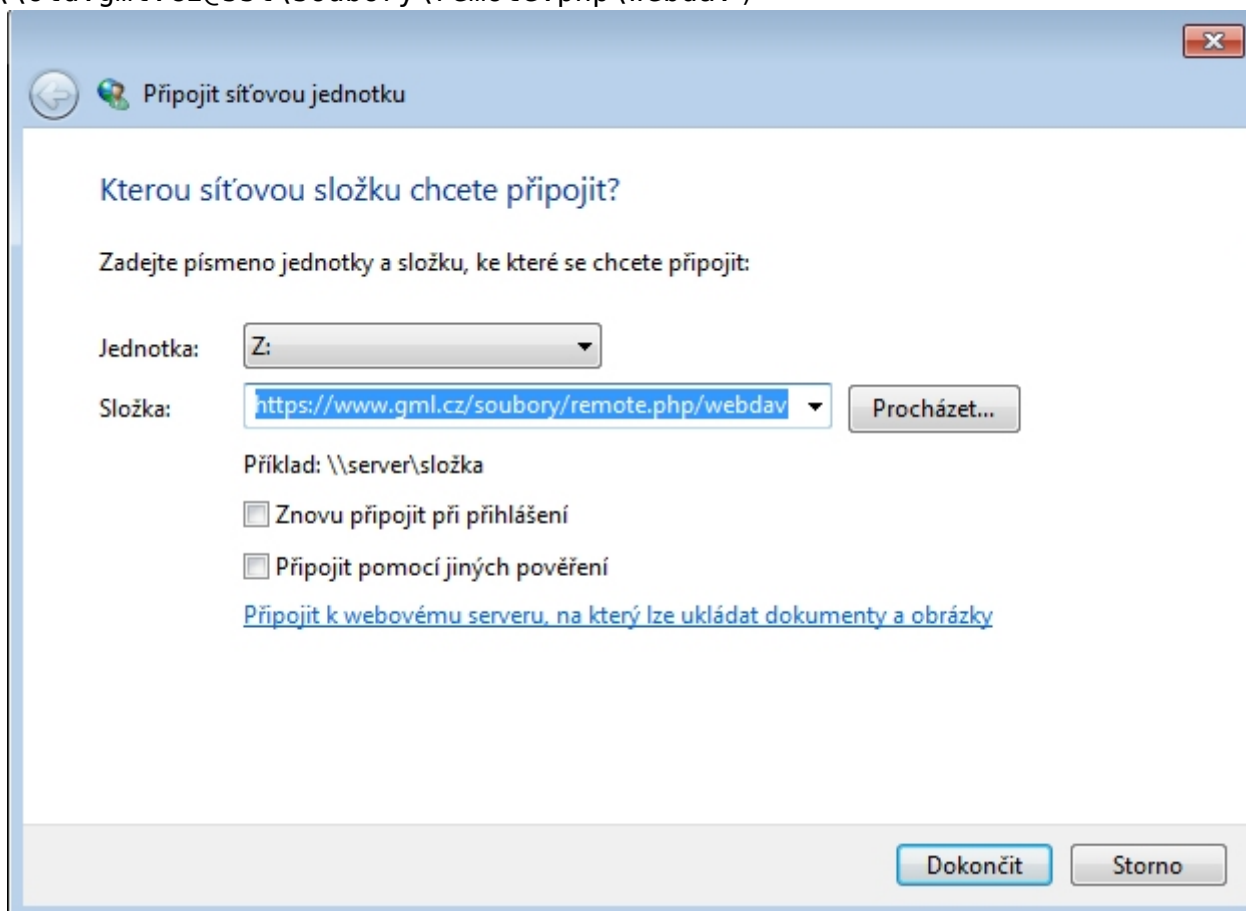 Připojit síťovou jednotku
Kterou síťovou složku chcete připojit?
Zadejte písmeno jednotky a složku, ke které se chcete připojit:
Jednotka: Z:
Složka: https://www.gml.cz/soubory/remote.php/webdav Procházet...
Příklad: \\server\složka
Znovu připojit při přihlášení
Připojit pomocí jiných pověření
Připojit k webovému serveru, na který lze ukládat dokumenty a obrázky
Dokončit Storno